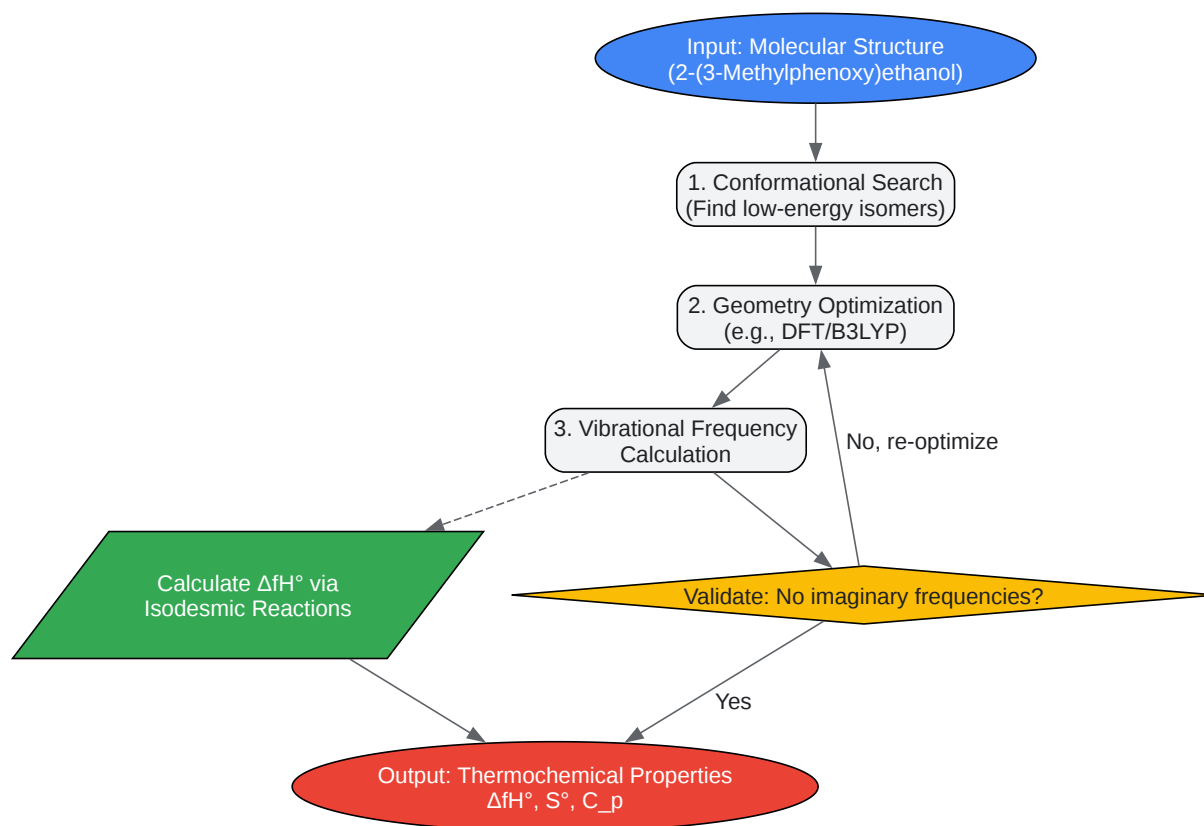 Input: Molecular Structure
(2-(3-Methylphenoxy)ethanol)
1. Conformational Search
(Find low-energy isomers)
2. Geometry Optimization
(e.g., DFT/B3LYP)
3. Vibrational Frequency
Calculation
No, re-optimize
Calculate ΔfH° via
Isodesmic Reactions
Validate: No imaginary frequencies?
Yes
Output: Thermochemical Properties
ΔfH°, S°, C_p